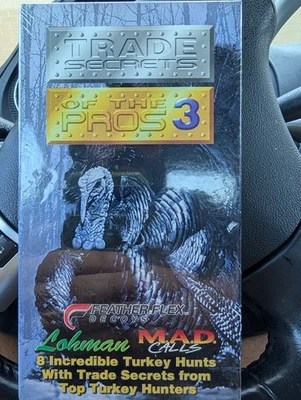 TRADE
SECRETS
OF THE
PROS 3
FEATHER FLEX
DECOYS
Lohman M.A.D.
CALLS
8 Incredible Turkey Hunts
With Trade Secrets from
Top Turkey Hunters